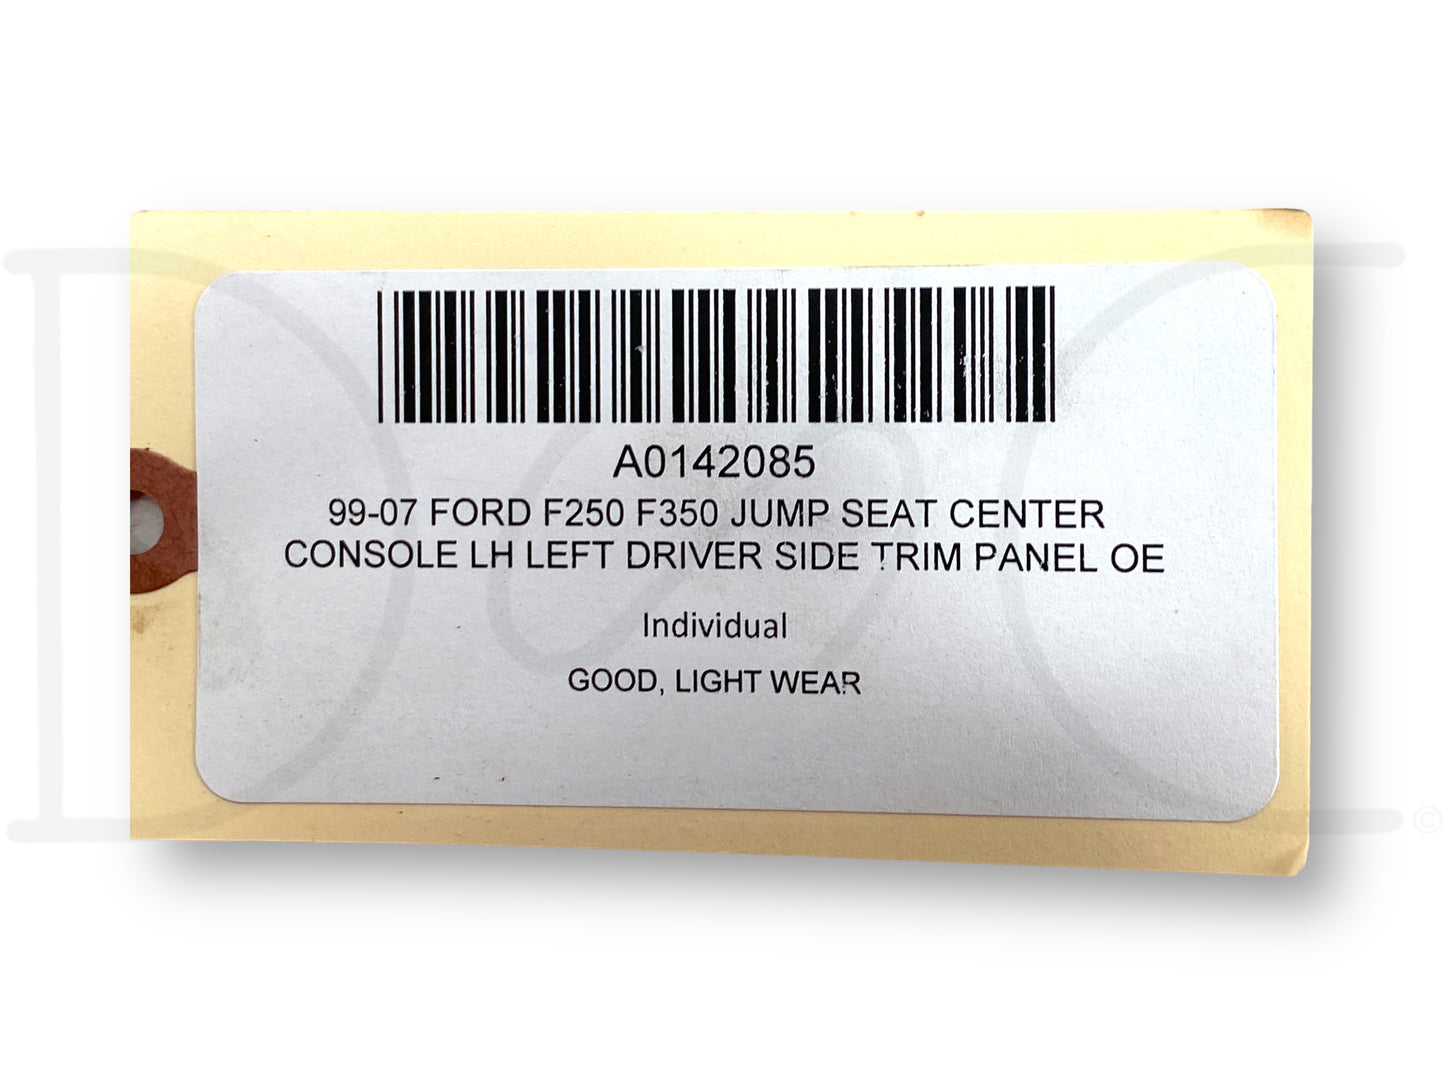 A0142085
99-07 FORD F250 F350 JUMP SEAT CENTER
CONSOLE LH LEFT DRIVER SIDE TRIM PANEL OE
Individual
GOOD, LIGHT WEAR
©